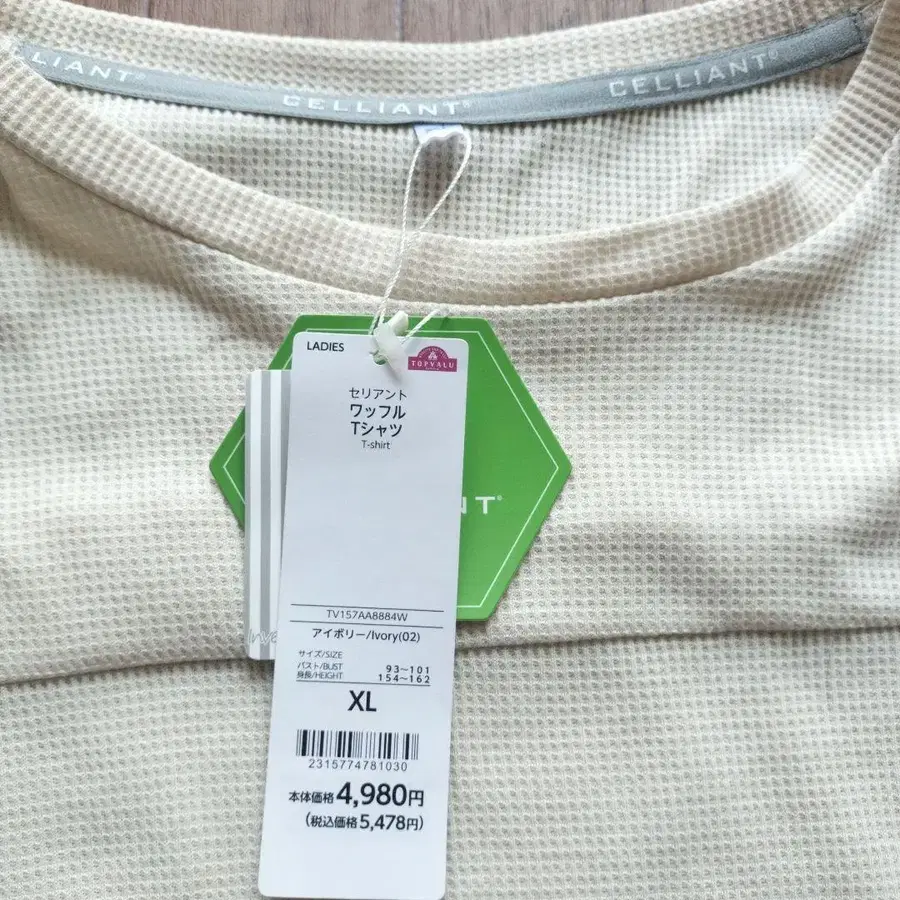 LIANT®
CELLIANT®
CELLIANT®
LADIES
TOPVALU
セリアント
ワッフル
Tシャツ
T-shirt
NT®
TV157AA8884W
アイボリー/Ivory(02)
サイズ/SIZE
バスト/BUST 93~101
身長/HEIGHT 154~162
XL
2315774781030
本体価格4,980円
(税込価格5,478円)